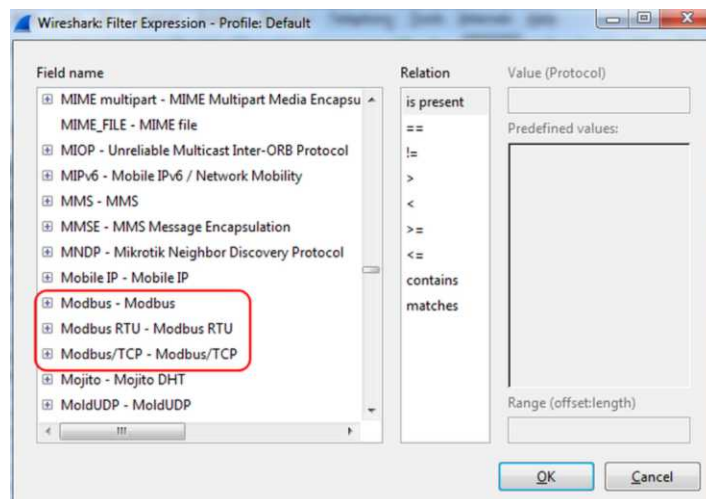 Wireshark: Filter Expression - Profile: Default
Field name
MIME multipart - MIME Multipart Media Encapsu
MIME_FILE - MIME file
MIOP - Unreliable Multicast Inter-ORB Protocol
MIPv6 - Mobile IPv6 / Network Mobility
MMS - MMS
MMSE - MMS Message Encapsulation
MNDP - Mikrotik Neighbor Discovery Protocol
Mobile IP - Mobile IP
Modbus - Modbus
Modbus RTU - Modbus RTU
Modbus/TCP - Modbus/TCP
Mojito - Mojito DHT
MoldUDP - MoldUDP
Relation
is present
==
!=
>
<
>=
<=
contains
matches
Value (Protocol)
Predefined values:
Range (offset:length)
OK
Cancel